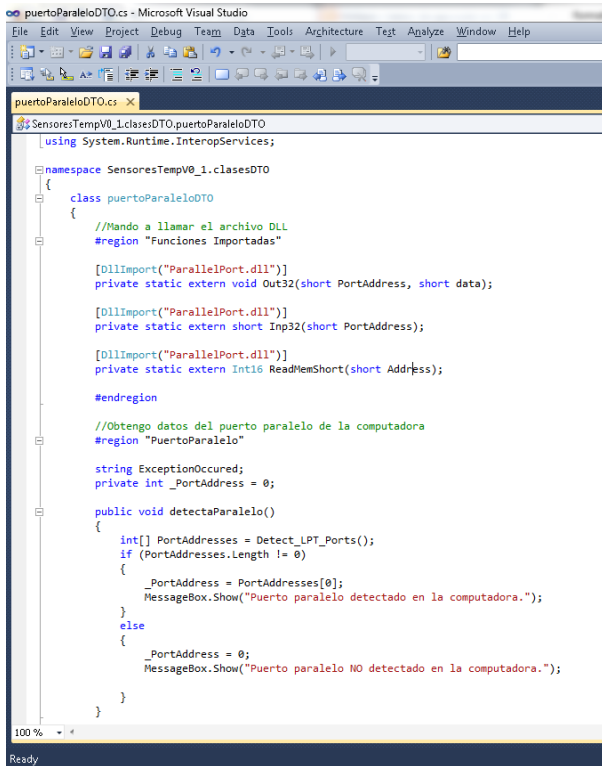 puertoParaleloDTO.cs - Microsoft Visual Studio
File Edit View Project Debug Team Data Tools Architecture Test Analyze Window Help
puertoParaleloDTO.cs
SensoresTempV0_1.clasesDTO.puertoParaleloDTO
using System.Runtime.InteropServices;
namespace SensoresTempV0_1.clasesDTO
{
class puertoParaleloDTO
{
//Mando a llamar el archivo DLL
#region "Funciones Importadas"
[DllImport("ParallelPort.dll")]
private static extern void Out32(short PortAddress, short data);
[DllImport("ParallelPort.dll")]
private static extern short Inp32(short PortAddress);
[DllImport("ParallelPort.dll")]
private static extern Int16 ReadMemShort(short Address);
#endregion
//Obtengo datos del puerto paralelo de la computadora
#region "PuertoParalelo"
string ExceptionOccured;
private int _PortAddress = 0;
public void detectaParalelo()
{
int[] PortAddresses = Detect_LPT_Ports();
if (PortAddresses.Length != 0)
{
_PortAddress = PortAddresses[0];
MessageBox.Show("Puerto paralelo detectado en la computadora.");
}
else
{
_PortAddress = 0;
MessageBox.Show("Puerto paralelo NO detectado en la computadora.");
}
}
100 %
Ready